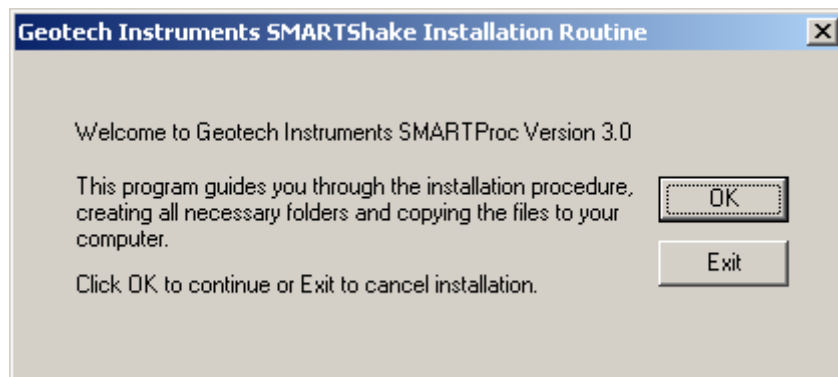 Geotech Instruments SMARTShake Installation Routine
Welcome to Geotech Instruments SMARTProc Version 3.0
This program guides you through the installation procedure,
creating all necessary folders and copying the files to your
computer.
Click OK to continue or Exit to cancel installation.
OK
Exit